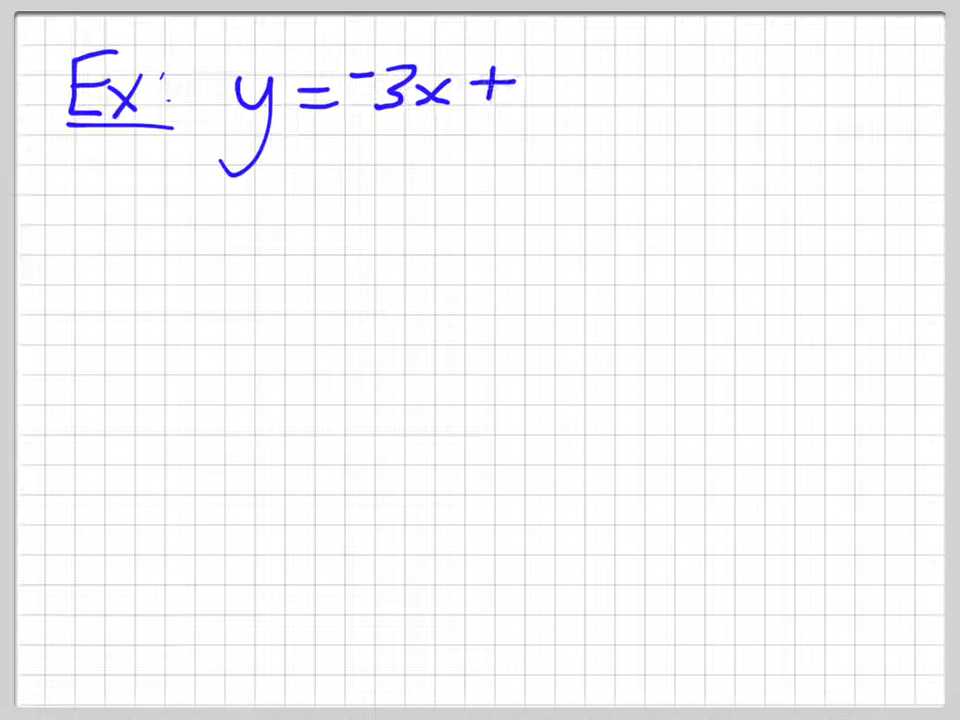 Ex: y = -3x +